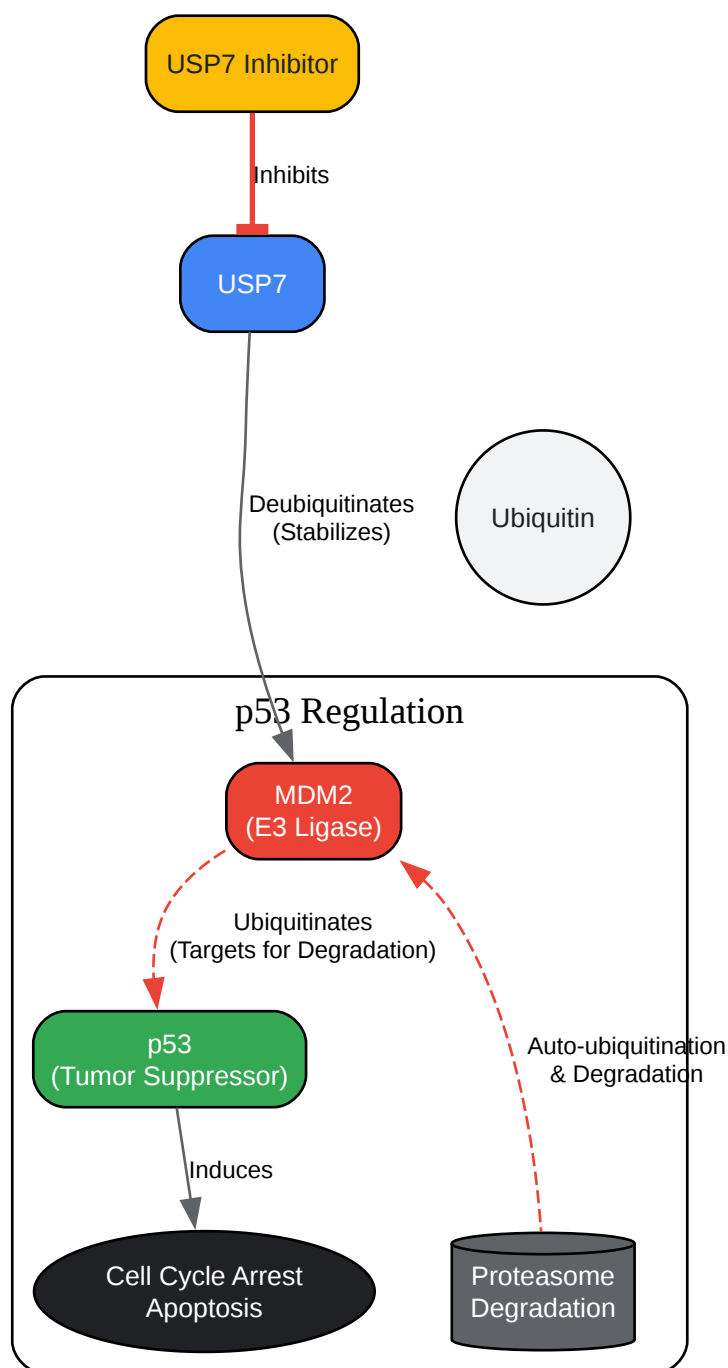 USP7 Inhibitor
Inhibits
USP7
Deubiquitinates
(Stabilizes)
Ubiquitin
p53 Regulation
MDM2
(E3 Ligase)
Ubiquitinates
(Targets for Degradation)
p53
(Tumor Suppressor)
Auto-ubiquitination
& Degradation
Induces
Cell Cycle Arrest
Apoptosis
Proteasome
Degradation